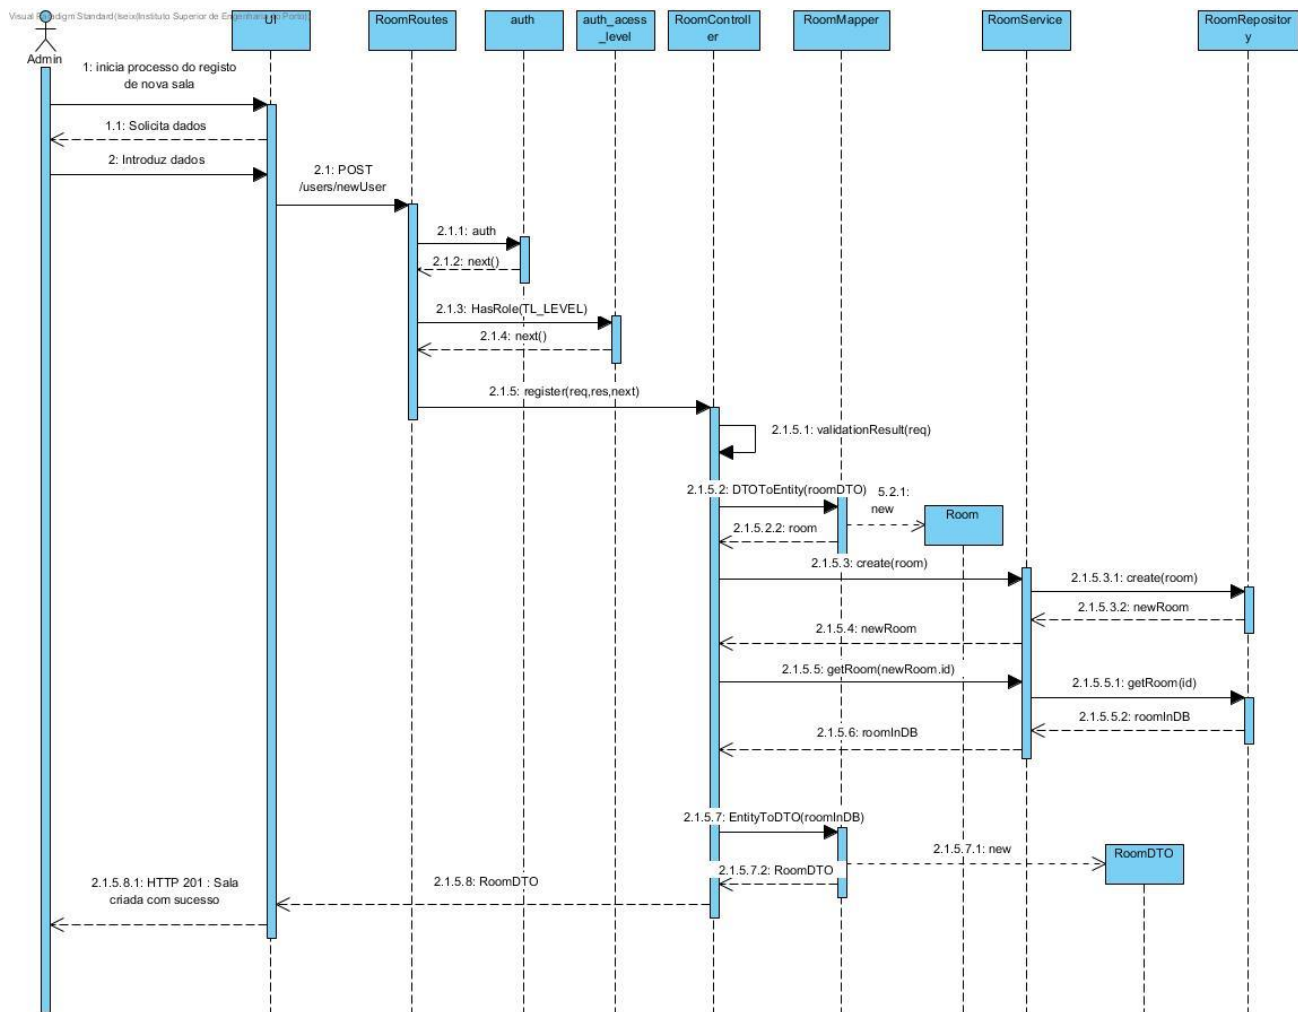 Visual Paradigm Standard(Iseix(Instituto Superior de Engenharia do Porto))
UI
RoomRoutes
auth
auth_acess
_level
RoomControll
er
RoomMapper
RoomService
RoomRepositor
y
Admin
1: inicia processo do registo
de nova sala
1.1: Solicita dados
2: Introduz dados
2.1: POST
/users/newUser
2.1.1: auth
2.1.2: next()
2.1.3: HasRole(TL_LEVEL)
2.1.4: next()
2.1.5: register(req,res,next)
2.1.5.1: validationResult(req)
2.1.5.2: DTOToEntity(roomDTO)
5.2.1:
new
Room
2.1.5.2.2: room
2.1.5.3: create(room)
2.1.5.3.1: create(room)
2.1.5.3.2: newRoom
2.1.5.4: newRoom
2.1.5.5: getRoom(newRoom.id)
2.1.5.5.1: getRoom(id)
2.1.5.5.2: roomInDB
2.1.5.6: roomInDB
2.1.5.7: EntityToDTO(roomInDB)
2.1.5.7.1: new
RoomDTO
2.1.5.7.2: RoomDTO
2.1.5.8: RoomDTO
2.1.5.8.1: HTTP 201 : Sala
criada com sucesso